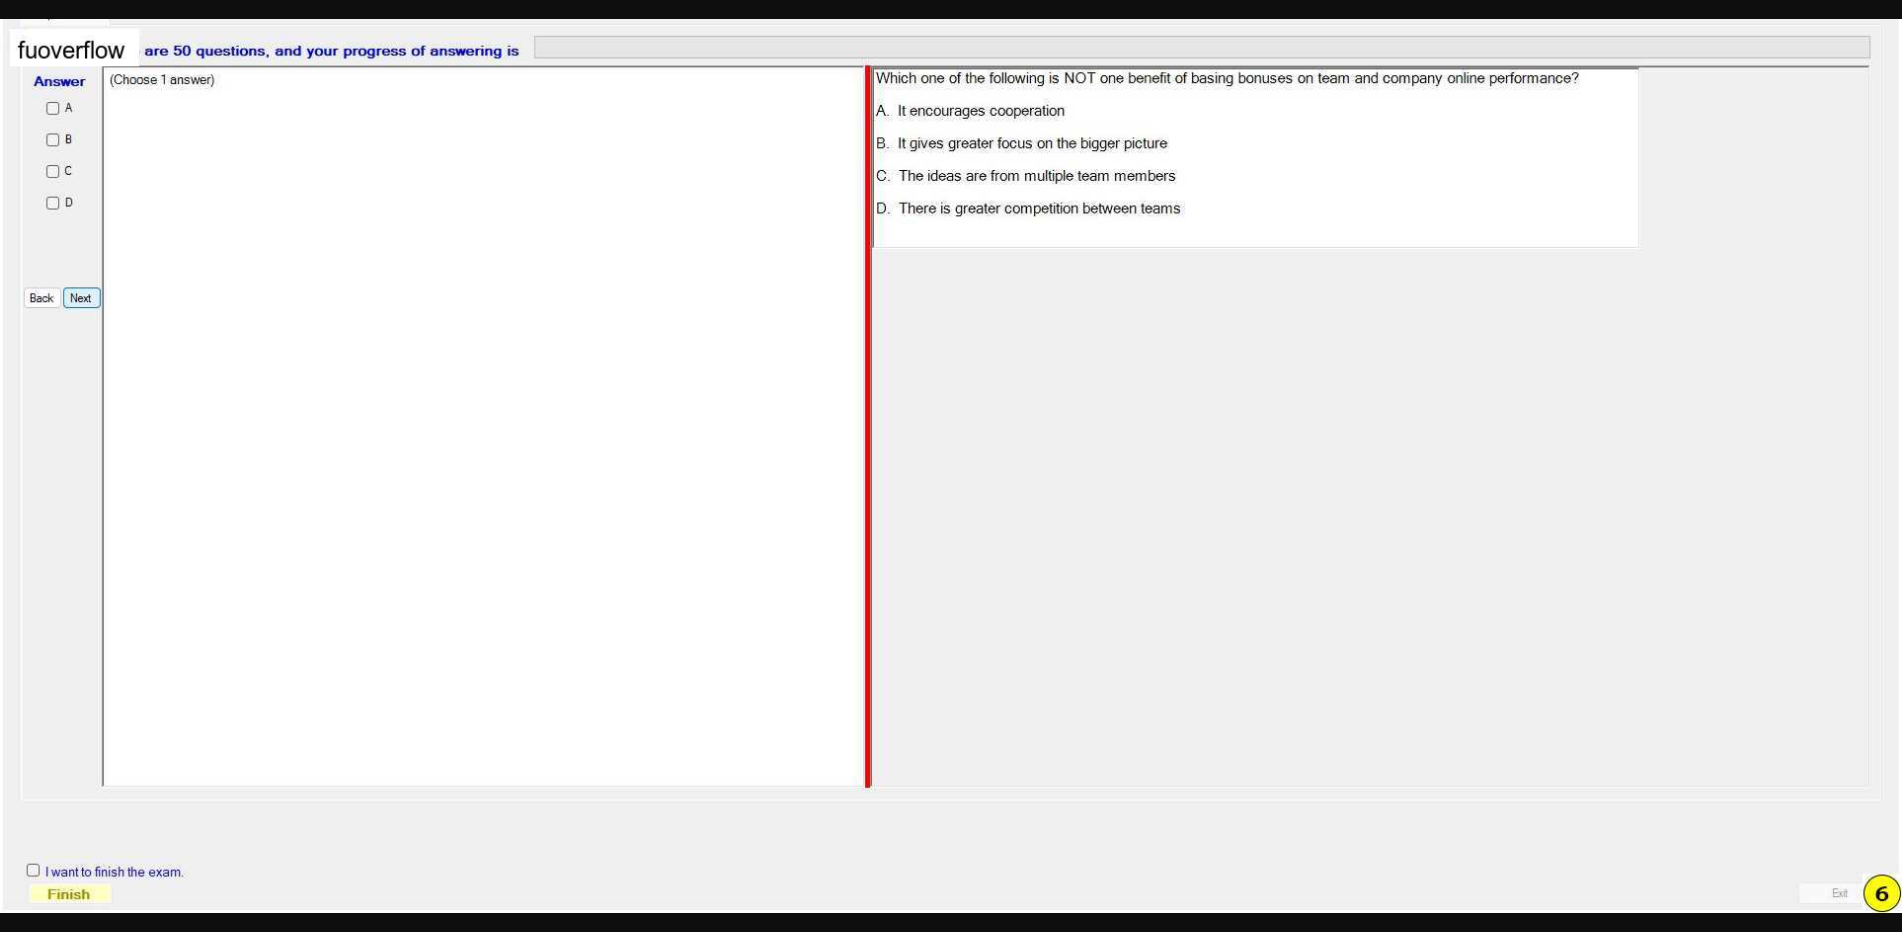 fuoverflow are 50 questions, and your progress of answering is
Answer
(Choose 1 answer)
A
B
C
D
Back Next
Which one of the following is NOT one benefit of basing bonuses on team and company online performance?
A. It encourages cooperation
B. It gives greater focus on the bigger picture
C. The ideas are from multiple team members
D. There is greater competition between teams
I want to finish the exam.
Finish
Exit
6